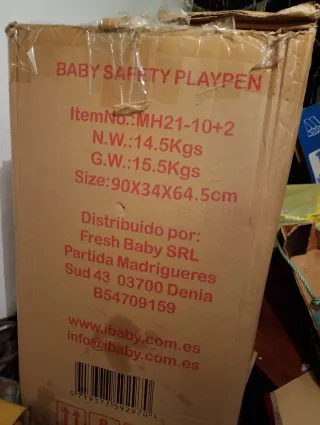 BABY SAFETY PLAYPEN
ItemNo.:MH21-10+2
N.W.:14.5Kgs
G.W.:15.5Kgs
Size:90X34X64.5cm
Distribuido por:
Fresh Baby SRL
Partida Madrigueres
Sud 43 03700 Denia
B54709159
www.ibaby.com.es
info@ibaby.com.es